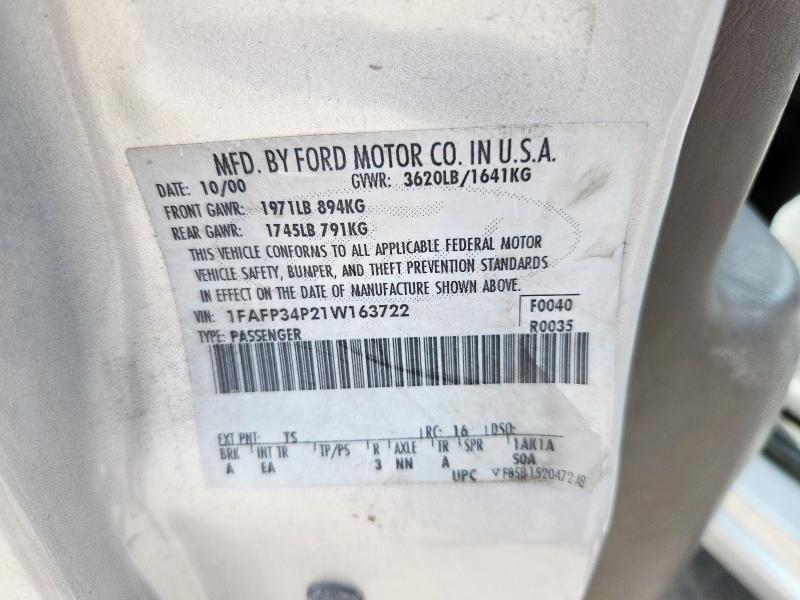 MFD. BY FORD MOTOR CO. IN U.S.A.
DATE: 10/00 GVWR: 3620LB/1641KG
FRONT GAWR: 1971LB 894KG
REAR GAWR: 1745LB 791KG
THIS VEHICLE CONFORMS TO ALL APPLICABLE FEDERAL MOTOR
VEHICLE SAFETY, BUMPER, AND THEFT PREVENTION STANDARDS
IN EFFECT ON THE DATE OF MANUFACTURE SHOWN ABOVE.
VIN: 1FAFP34P21W163722 F0040
TYPE: PASSENGER R0035
EXT PNT: TS RC: 16 DSO:
BRK INT TR TP/PS R AXLE TR SPR 1AK1A
A EA 3 NN A SOA
UPC F85B-1520472-AB